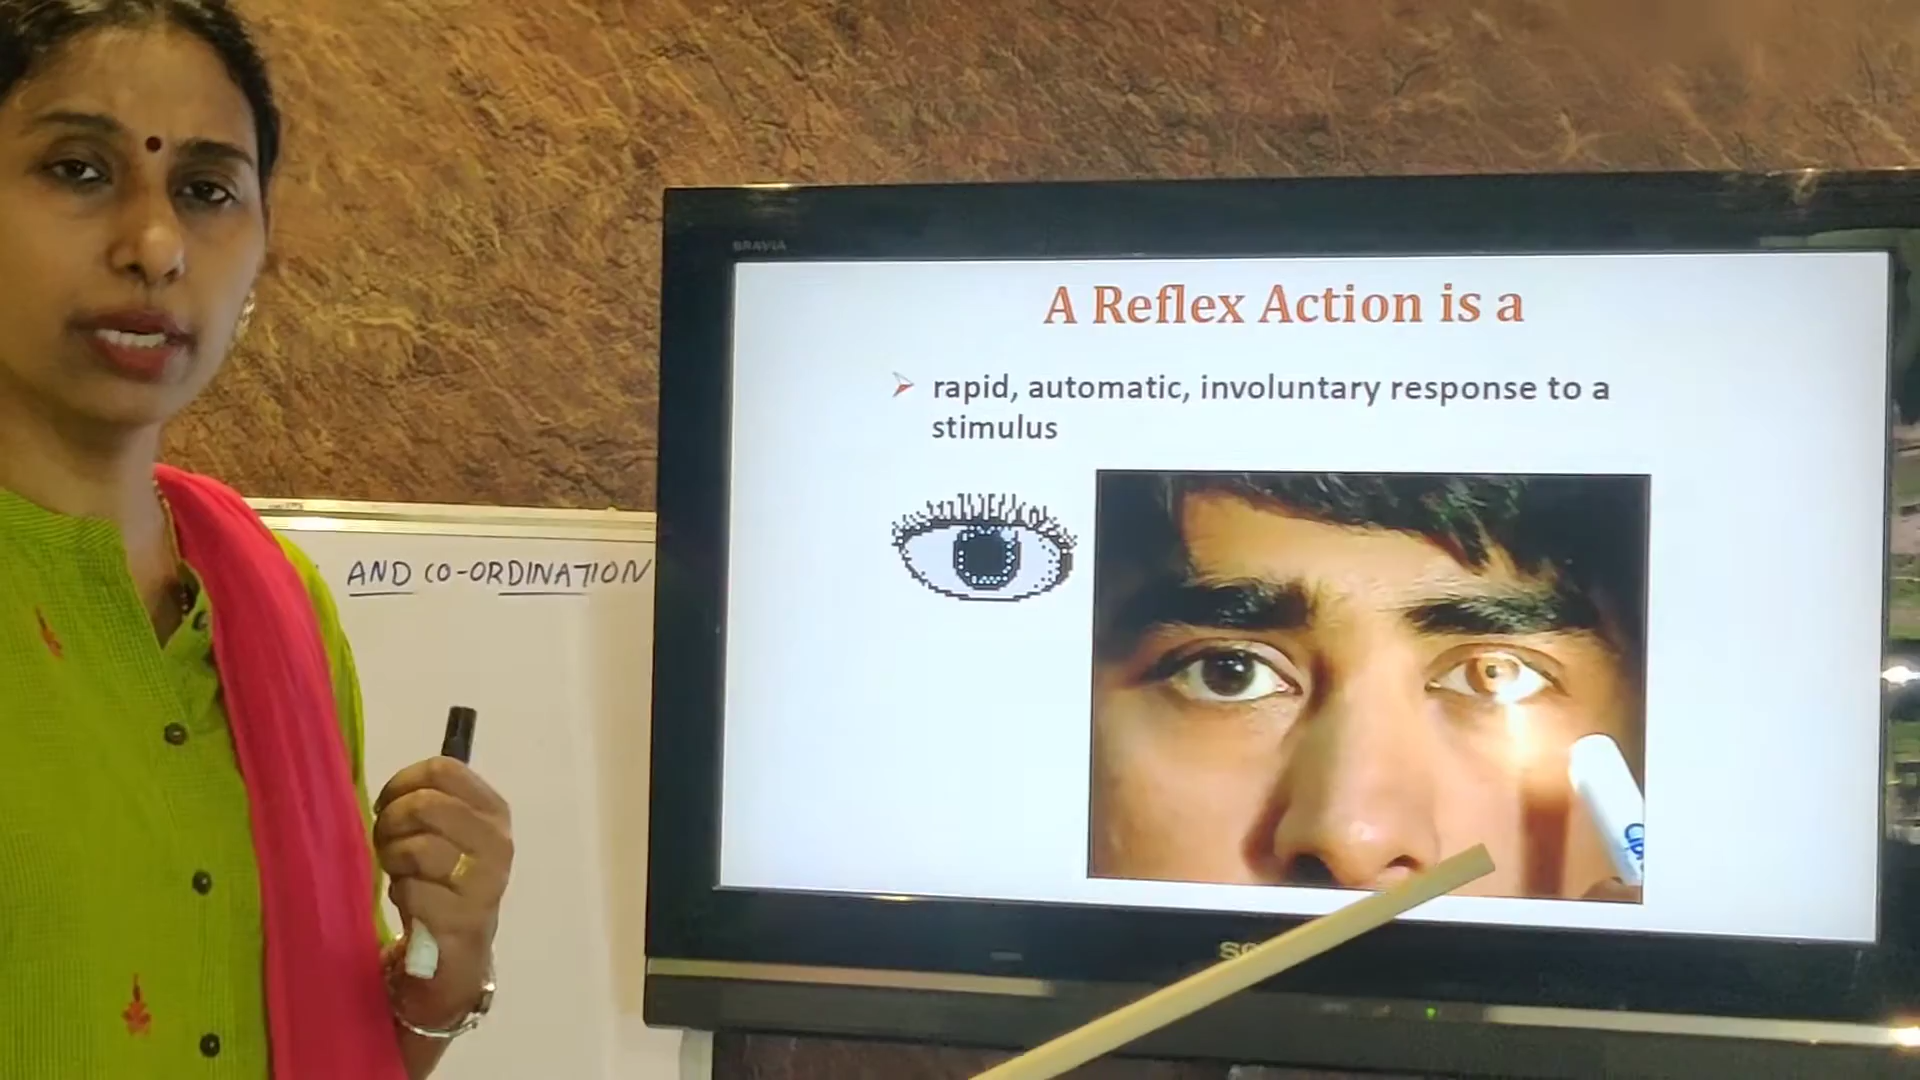 BRAVIA
A Reflex Action is a
rapid, automatic, involuntary response to a
stimulus
AND CO-ORDINATION